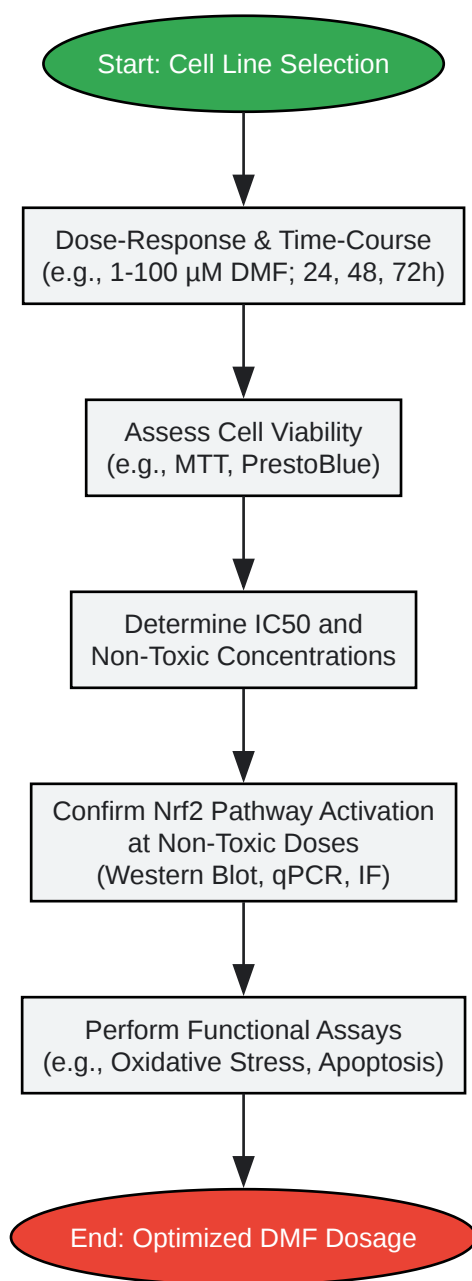 Start: Cell Line Selection
Dose-Response & Time-Course
(e.g., 1-100 µM DMF; 24, 48, 72h)
Assess Cell Viability
(e.g., MTT, PrestoBlue)
Determine IC50 and
Non-Toxic Concentrations
Confirm Nrf2 Pathway Activation
at Non-Toxic Doses
(Western Blot, qPCR, IF)
Perform Functional Assays
(e.g., Oxidative Stress, Apoptosis)
End: Optimized DMF Dosage